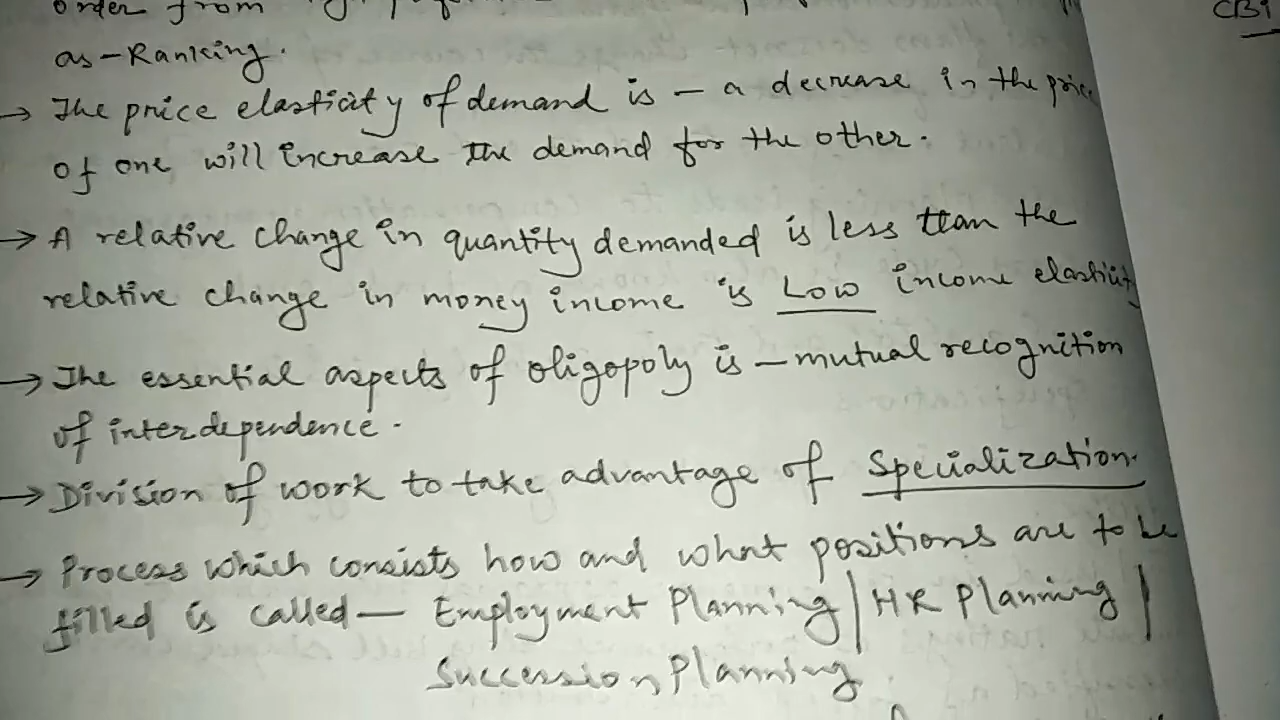 order from
as - Ranking.
→ The price elasticity of demand is - a decrease in the price
of one will increase the demand for the other.
→ A relative change in quantity demanded is less than the
relative change in money income is Low income elasticity
→ The essential aspects of oligopoly is - mutual recognition
of interdependence.
→ Division of work to take advantage of Specialization.
→ Process which consists how and what positions are to be
filled is called — Employment Planning | HR Planning |
Succession Planning